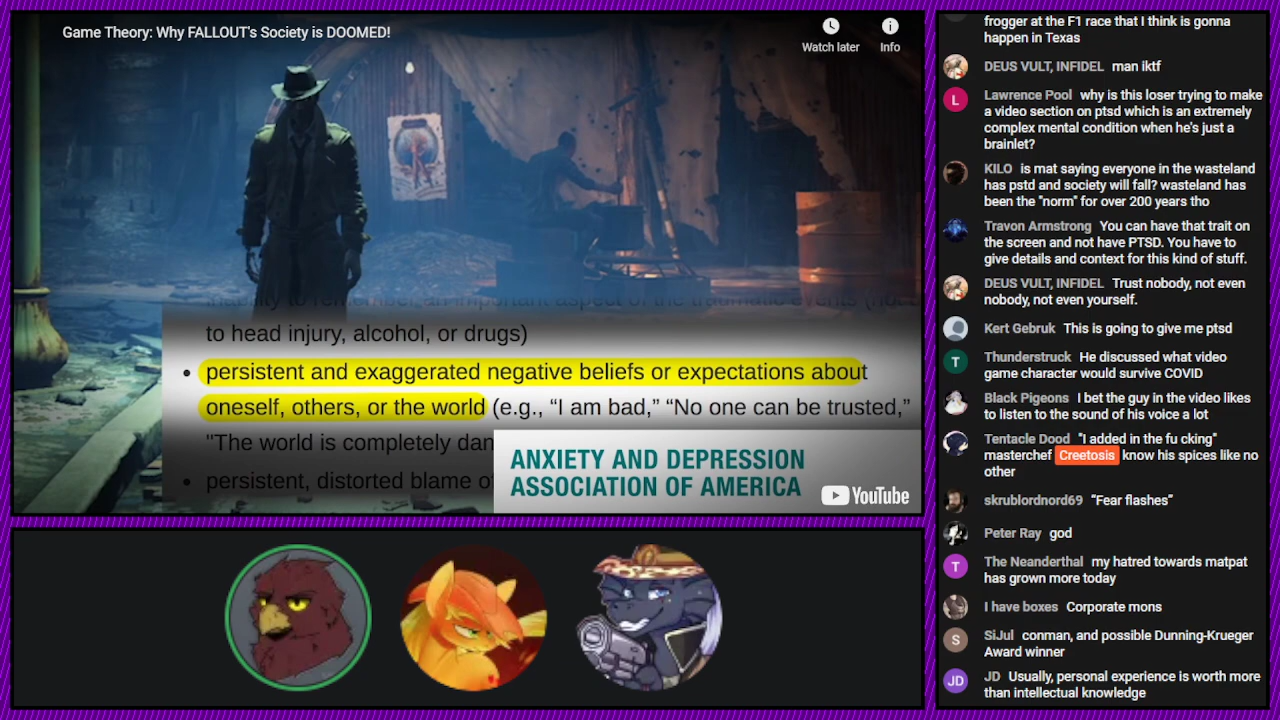 Game Theory: Why FALLOUT's Society is DOOMED!
Watch later
Info
inability to remember an important aspect of the traumatic events (not
to head injury, alcohol, or drugs)
• persistent and exaggerated negative beliefs or expectations about
oneself, others, or the world (e.g., “I am bad,” “No one can be trusted,”
"The world is completely dan
• persistent, distorted blame o
ANXIETY AND DEPRESSION
ASSOCIATION OF AMERICA
YouTube
frogger at the F1 race that I think is gonna
happen in Texas
DEUS VULT, INFIDEL man iktf
L
Lawrence Pool why is this loser trying to make
a video section on ptsd which is an extremely
complex mental condition when he's just a
brainlet?
KILO is mat saying everyone in the wasteland
has pstd and society will fall? wasteland has
been the "norm" for over 200 years tho
Travon Armstrong You can have that trait on
the screen and not have PTSD. You have to
give details and context for this kind of stuff.
DEUS VULT, INFIDEL Trust nobody, not even
nobody, not even yourself.
Kert Gebruk This is going to give me ptsd
T
Thunderstruck He discussed what video
game character would survive COVID
Black Pigeons I bet the guy in the video likes
to listen to the sound of his voice a lot
Tentacle Dood "I added in the fu cking"
masterchef Creetosis know his spices like no
other
skrublordnord69 “Fear flashes”
Peter Ray god
T
The Neanderthal my hatred towards matpat
has grown more today
I have boxes Corporate mons
S
SiJul conman, and possible Dunning-Krueger
Award winner
JD
JD Usually, personal experience is worth more
than intellectual knowledge